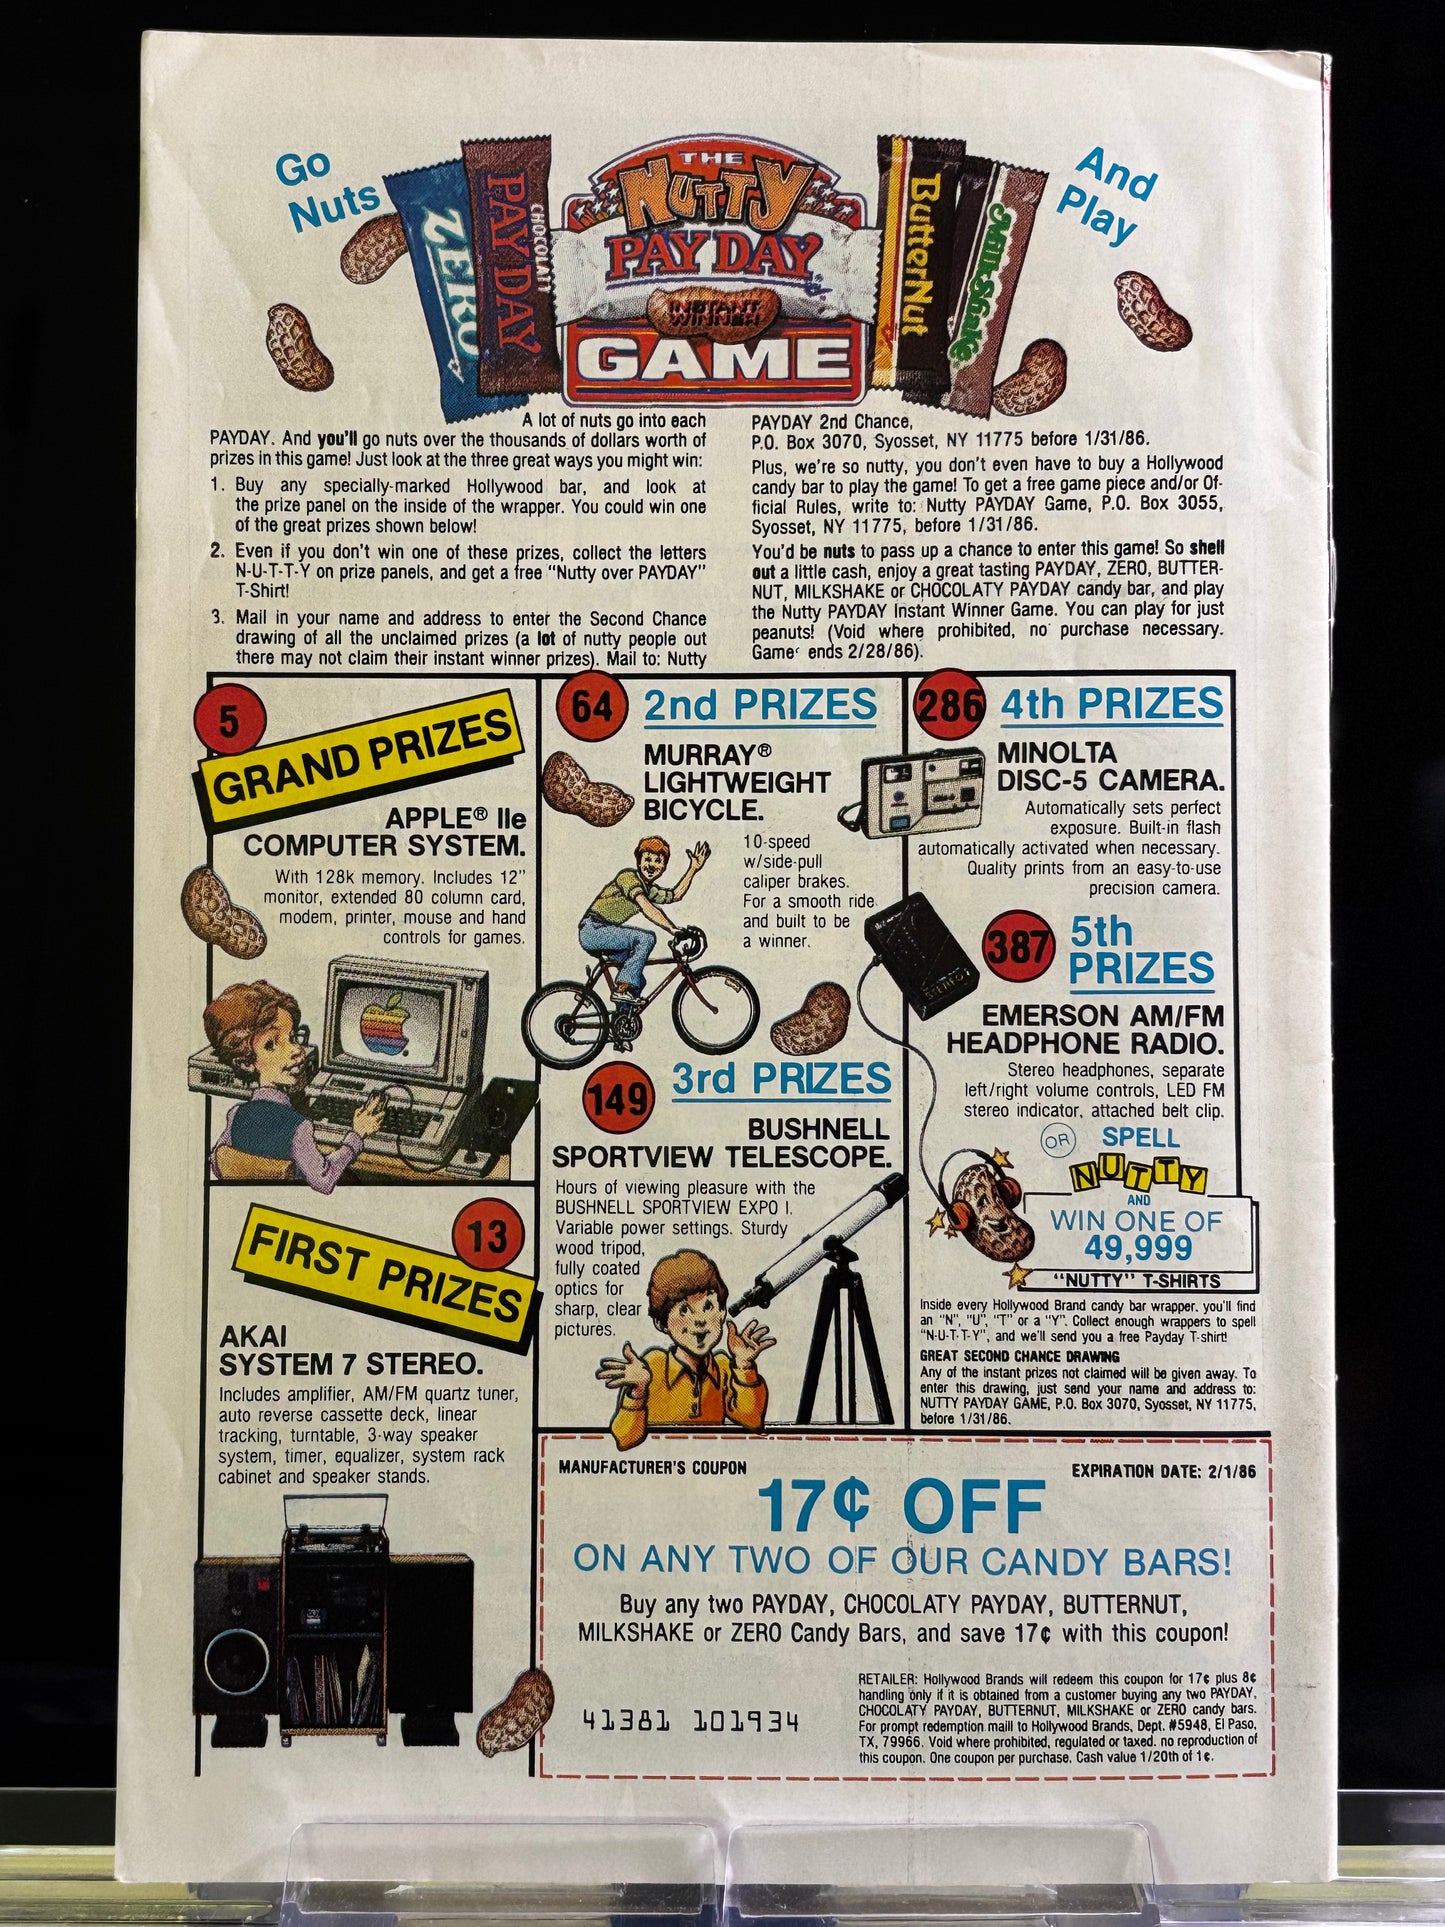 Go
Nuts
And
Play
ZERO
CHOCOLATY
PAYDAY
THE
NUTTY
PAY DAY
INSTANT
WINNER
GAME
ButterNut
Milk-Shake
A lot of nuts go into each
PAYDAY. And you'll go nuts over the thousands of dollars worth of
prizes in this game! Just look at the three great ways you might win:
1. Buy any specially-marked Hollywood bar, and look at
the prize panel on the inside of the wrapper. You could win one
of the great prizes shown below!
2. Even if you don't win one of these prizes, collect the letters
N-U-T-T-Y on prize panels, and get a free "Nutty over PAYDAY"
T-Shirt!
3. Mail in your name and address to enter the Second Chance
drawing of all the unclaimed prizes (a lot of nutty people out
there may not claim their instant winner prizes). Mail to: Nutty
PAYDAY 2nd Chance,
P.O. Box 3070, Syosset, NY 11775 before 1/31/86.
Plus, we're so nutty, you don't even have to buy a Hollywood
candy bar to play the game! To get a free game piece and/or Of-
ficial Rules, write to: Nutty PAYDAY Game, P.O. Box 3055,
Syosset, NY 11775, before 1/31/86.
You'd be nuts to pass up a chance to enter this game! So shell
out a little cash, enjoy a great tasting PAYDAY, ZERO, BUTTER-
NUT, MILKSHAKE or CHOCOLATY PAYDAY candy bar, and play
the Nutty PAYDAY Instant Winner Game. You can play for just
peanuts! (Void where prohibited, no purchase necessary.
Game ends 2/28/86).
5
GRAND PRIZES
APPLE® IIe
COMPUTER SYSTEM.
With 128k memory. Includes 12"
monitor, extended 80 column card,
modem, printer, mouse and hand
controls for games.
13
FIRST PRIZES
AKAI
SYSTEM 7 STEREO.
Includes amplifier, AM/FM quartz tuner,
auto reverse cassette deck, linear
tracking, turntable, 3-way speaker
system, timer, equalizer, system rack
cabinet and speaker stands.
64
2nd PRIZES
MURRAY®
LIGHTWEIGHT
BICYCLE.
10-speed
w/side-pull
caliper brakes.
For a smooth ride
and built to be
a winner.
149
3rd PRIZES
BUSHNELL
SPORTVIEW TELESCOPE.
Hours of viewing pleasure with the
BUSHNELL SPORTVIEW EXPO I.
Variable power settings. Sturdy
wood tripod,
fully coated
optics for
sharp, clear
pictures.
286
4th PRIZES
MINOLTA
DISC-5 CAMERA.
Automatically sets perfect
exposure. Built-in flash
automatically activated when necessary.
Quality prints from an easy-to-use
precision camera.
387
5th
PRIZES
STEREO
EMERSON AM/FM
HEADPHONE RADIO.
Stereo headphones, separate
left/right volume controls, LED FM
stereo indicator, attached belt clip.
OR
SPELL
NUTTY
AND
WIN ONE OF
49,999
"NUTTY" T-SHIRTS
Inside every Hollywood Brand candy bar wrapper, you'll find
an "N", "U", "T" or a "Y". Collect enough wrappers to spell
"N-U-T-T-Y", and we'll send you a free Payday T-shirt!
GREAT SECOND CHANCE DRAWING
Any of the instant prizes not claimed will be given away. To
enter this drawing, just send your name and address to:
NUTTY PAYDAY GAME, P.O. Box 3070, Syosset, NY 11775,
before 1/31/86.
MANUFACTURER'S COUPON
EXPIRATION DATE: 2/1/86
17¢ OFF
ON ANY TWO OF OUR CANDY BARS!
Buy any two PAYDAY, CHOCOLATY PAYDAY, BUTTERNUT,
MILKSHAKE or ZERO Candy Bars, and save 17¢ with this coupon!
41381 101934
RETAILER: Hollywood Brands will redeem this coupon for 17¢ plus 8¢
handling only if it is obtained from a customer buying any two PAYDAY,
CHOCOLATY PAYDAY, BUTTERNUT, MILKSHAKE or ZERO candy bars.
For prompt redemption maill to Hollywood Brands, Dept. #5948, El Paso,
TX, 79966. Void where prohibited, regulated or taxed. no reproduction of
this coupon. One coupon per purchase. Cash value 1/20th of 1¢.